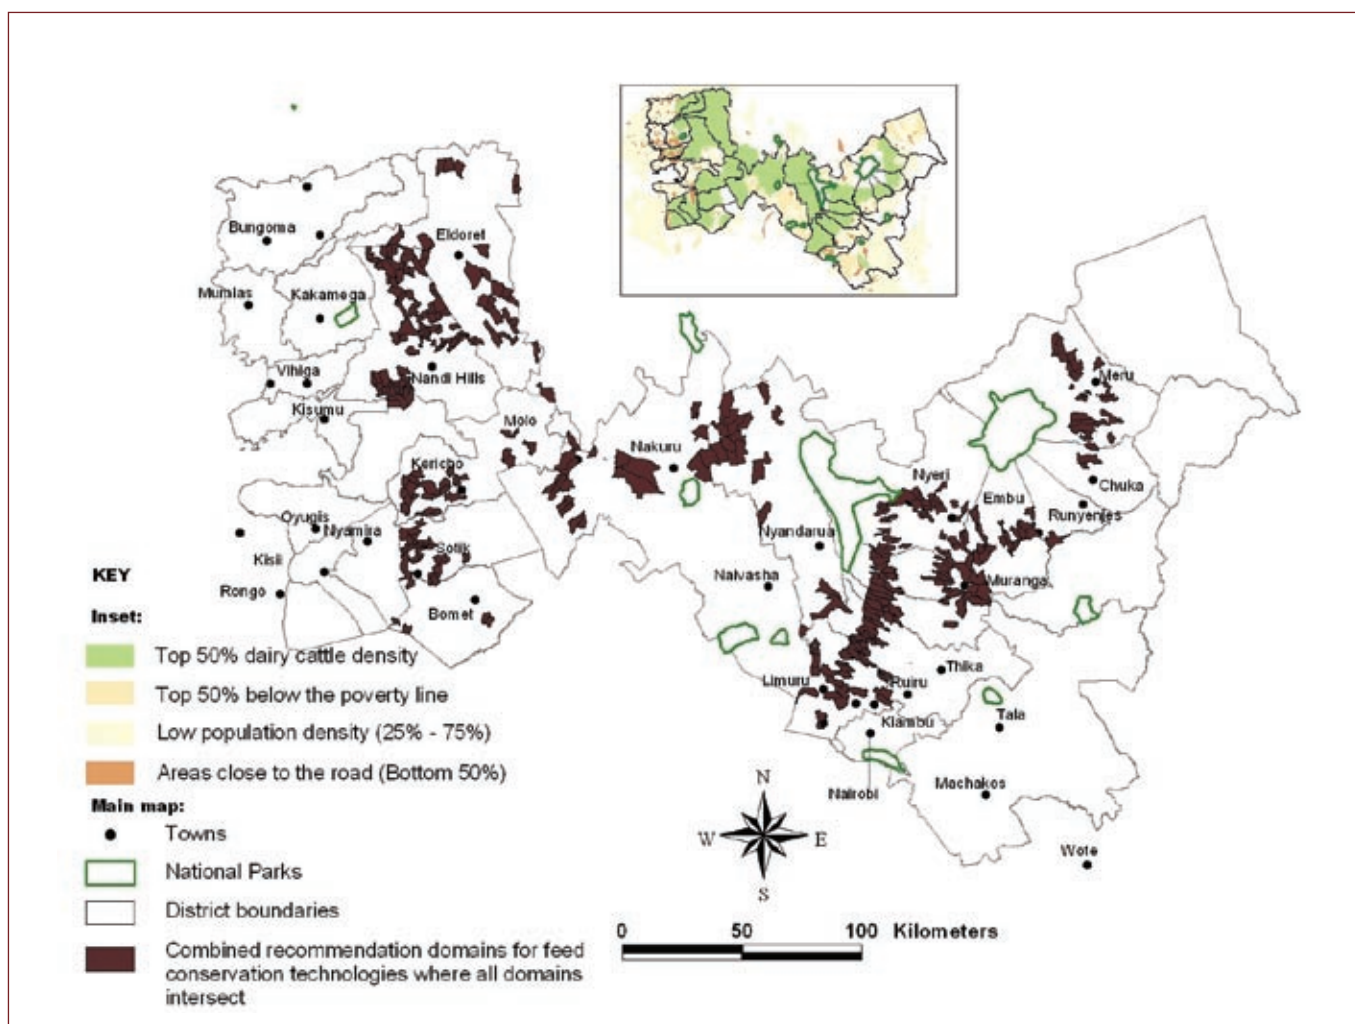 Eldoret
Bungoma
Mumias
Kakamega
Vihiga
Nandi Hills
Kisumu
Molo
Meru
Nakuru
Kericho
Nyeri
Embu
Chuka
Runyenjes
Oyugis
Nyamira
Sotik
Nyandarua
Kisii
Naivasha
Muranga
Rongo
Bomet
Thika
Limuru
Ruiru
Kiambu
Tala
Nairobi
Machakos
Wote
KEY
Inset:
Top 50% dairy cattle density
Top 50% below the poverty line
Low population density (25% - 75%)
Areas close to the road (Bottom 50%)
Main map:
Towns
National Parks
District boundaries
Combined recommendation domains for feed
conservation technologies where all domains
intersect
N
W E
S
0 50 100 Kilometers